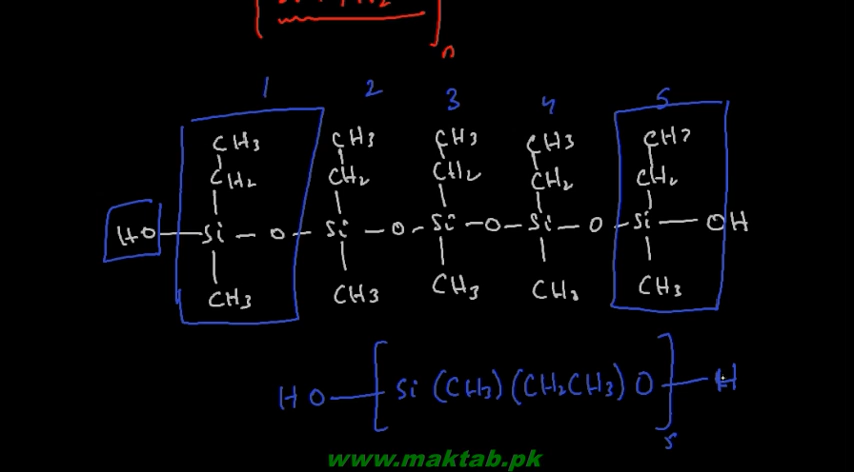 n
1 2 3 4 5
CH3 CH3 CH3 CH3 CH3
CH2 CH2 CH2 CH2 CH2
HO—Si—O—Si—O—Si—O—Si—O—Si—OH
CH3 CH3 CH3 CH3 CH3
HO—[Si(CH3)(CH2CH3)O]5—H
www.maktab.pk